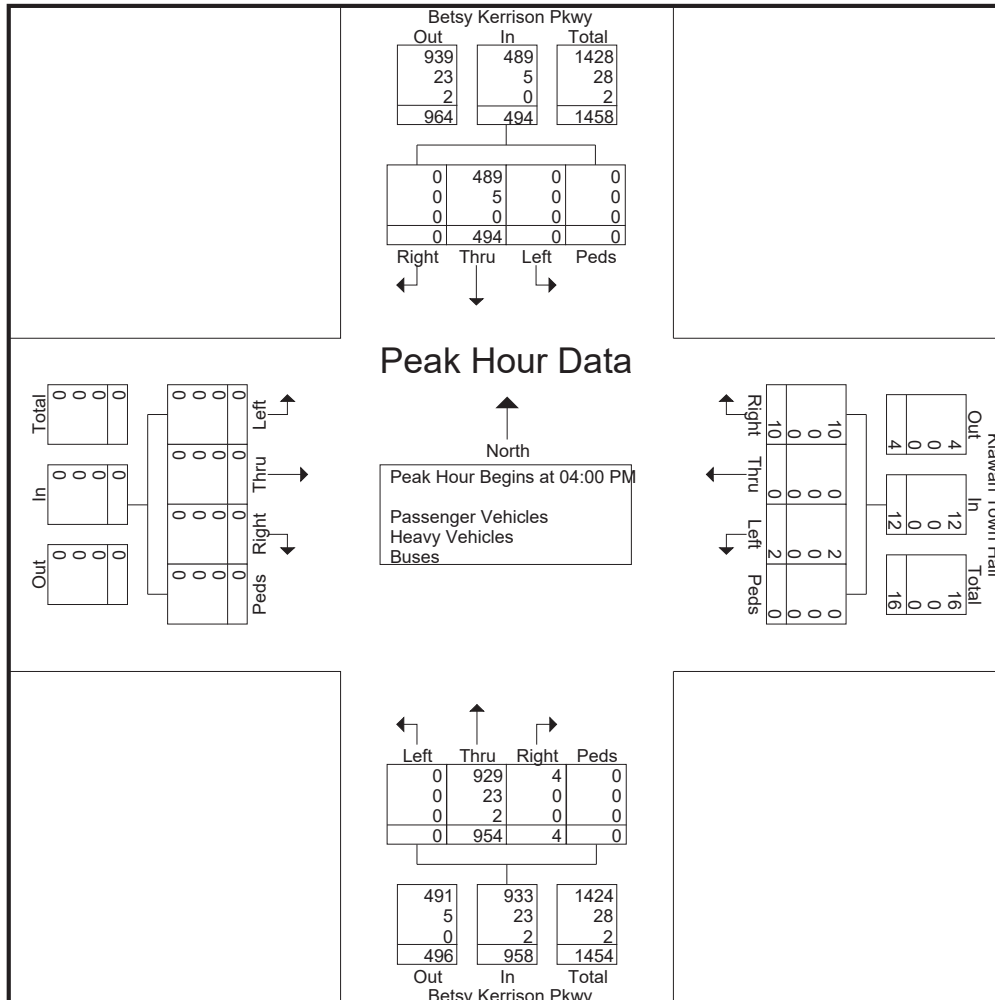 Betsy Kerrison Pkwy
Out In Total
939 489 1428
23 5 28
2 0 2
964 494 1458
0 489 0 0
0 5 0 0
0 0 0 0
0 494 0 0
Right Thru Left Peds
Peak Hour Data
North
Peak Hour Begins at 04:00 PM
Passenger Vehicles
Heavy Vehicles
Buses
Total
0 0 0 0
In
0 0 0 0
Out
0 0 0 0
Left
0 0 0 0
Thru
0 0 0 0
Right
0 0 0 0
Peds
0 0 0 0
Right
10 0 0 10
Thru
0 0 0 0
Left
2 0 0 2
Peds
0 0 0 0
Town Hall
Out
4 0 0 4
In
12 0 0 12
Total
16 0 0 16
Left Thru Right Peds
0 929 4 0
0 23 0 0
0 2 0 0
0 954 4 0
491 933 1424
5 23 28
0 2 2
496 958 1454
Out In Total
Betsy Kerrison Pkwy